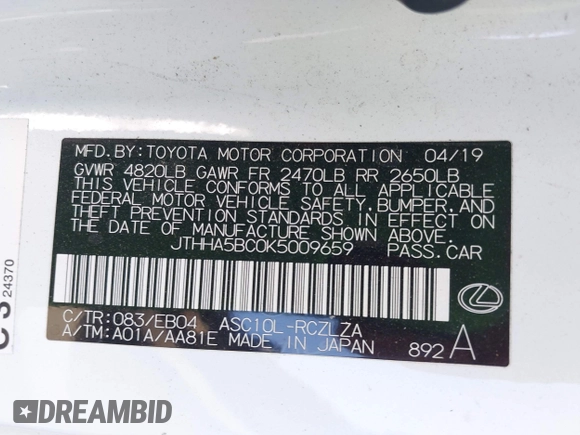 MFD. BY: TOYOTA MOTOR CORPORATION 04/19
GVWR 4820LB GAWR FR 2470LB RR 2650LB
THIS VEHICLE CONFORMS TO ALL APPLICABLE
FEDERAL MOTOR VEHICLE SAFETY, BUMPER, AND
THEFT PREVENTION STANDARDS IN EFFECT ON
THE DATE OF MANUFACTURE SHOWN ABOVE.
JTHHA5BC0K5009659 PASS. CAR
C/TR: 083/EB04 ASC10L-RCZLZA
A/TM: A01A/AA81E MADE IN JAPAN 892 A
24370
DREAMBID